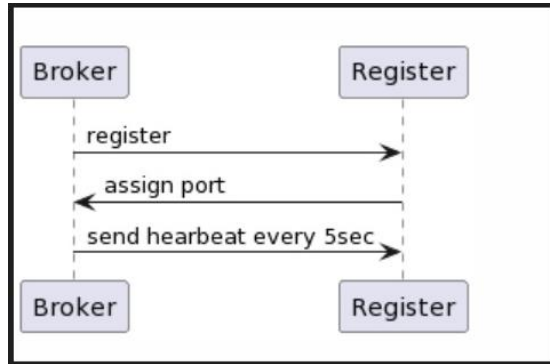 Broker Register
register
assign port
send hearbeat every 5sec
Broker Register